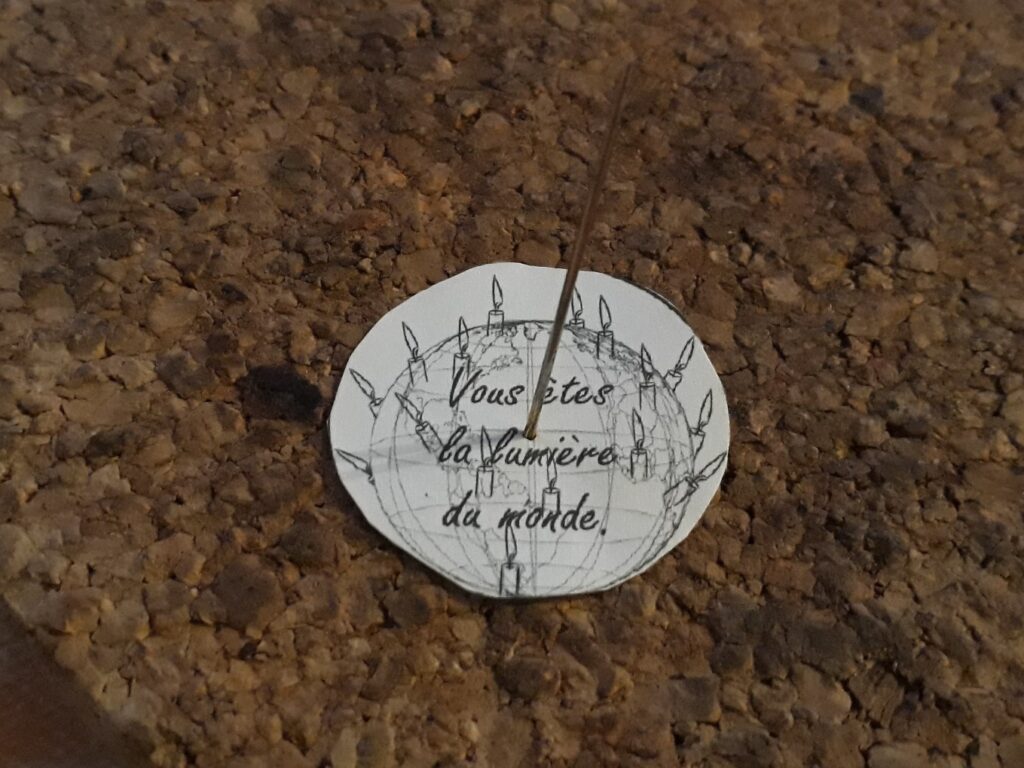 Vous êtes
la lumière
du monde.